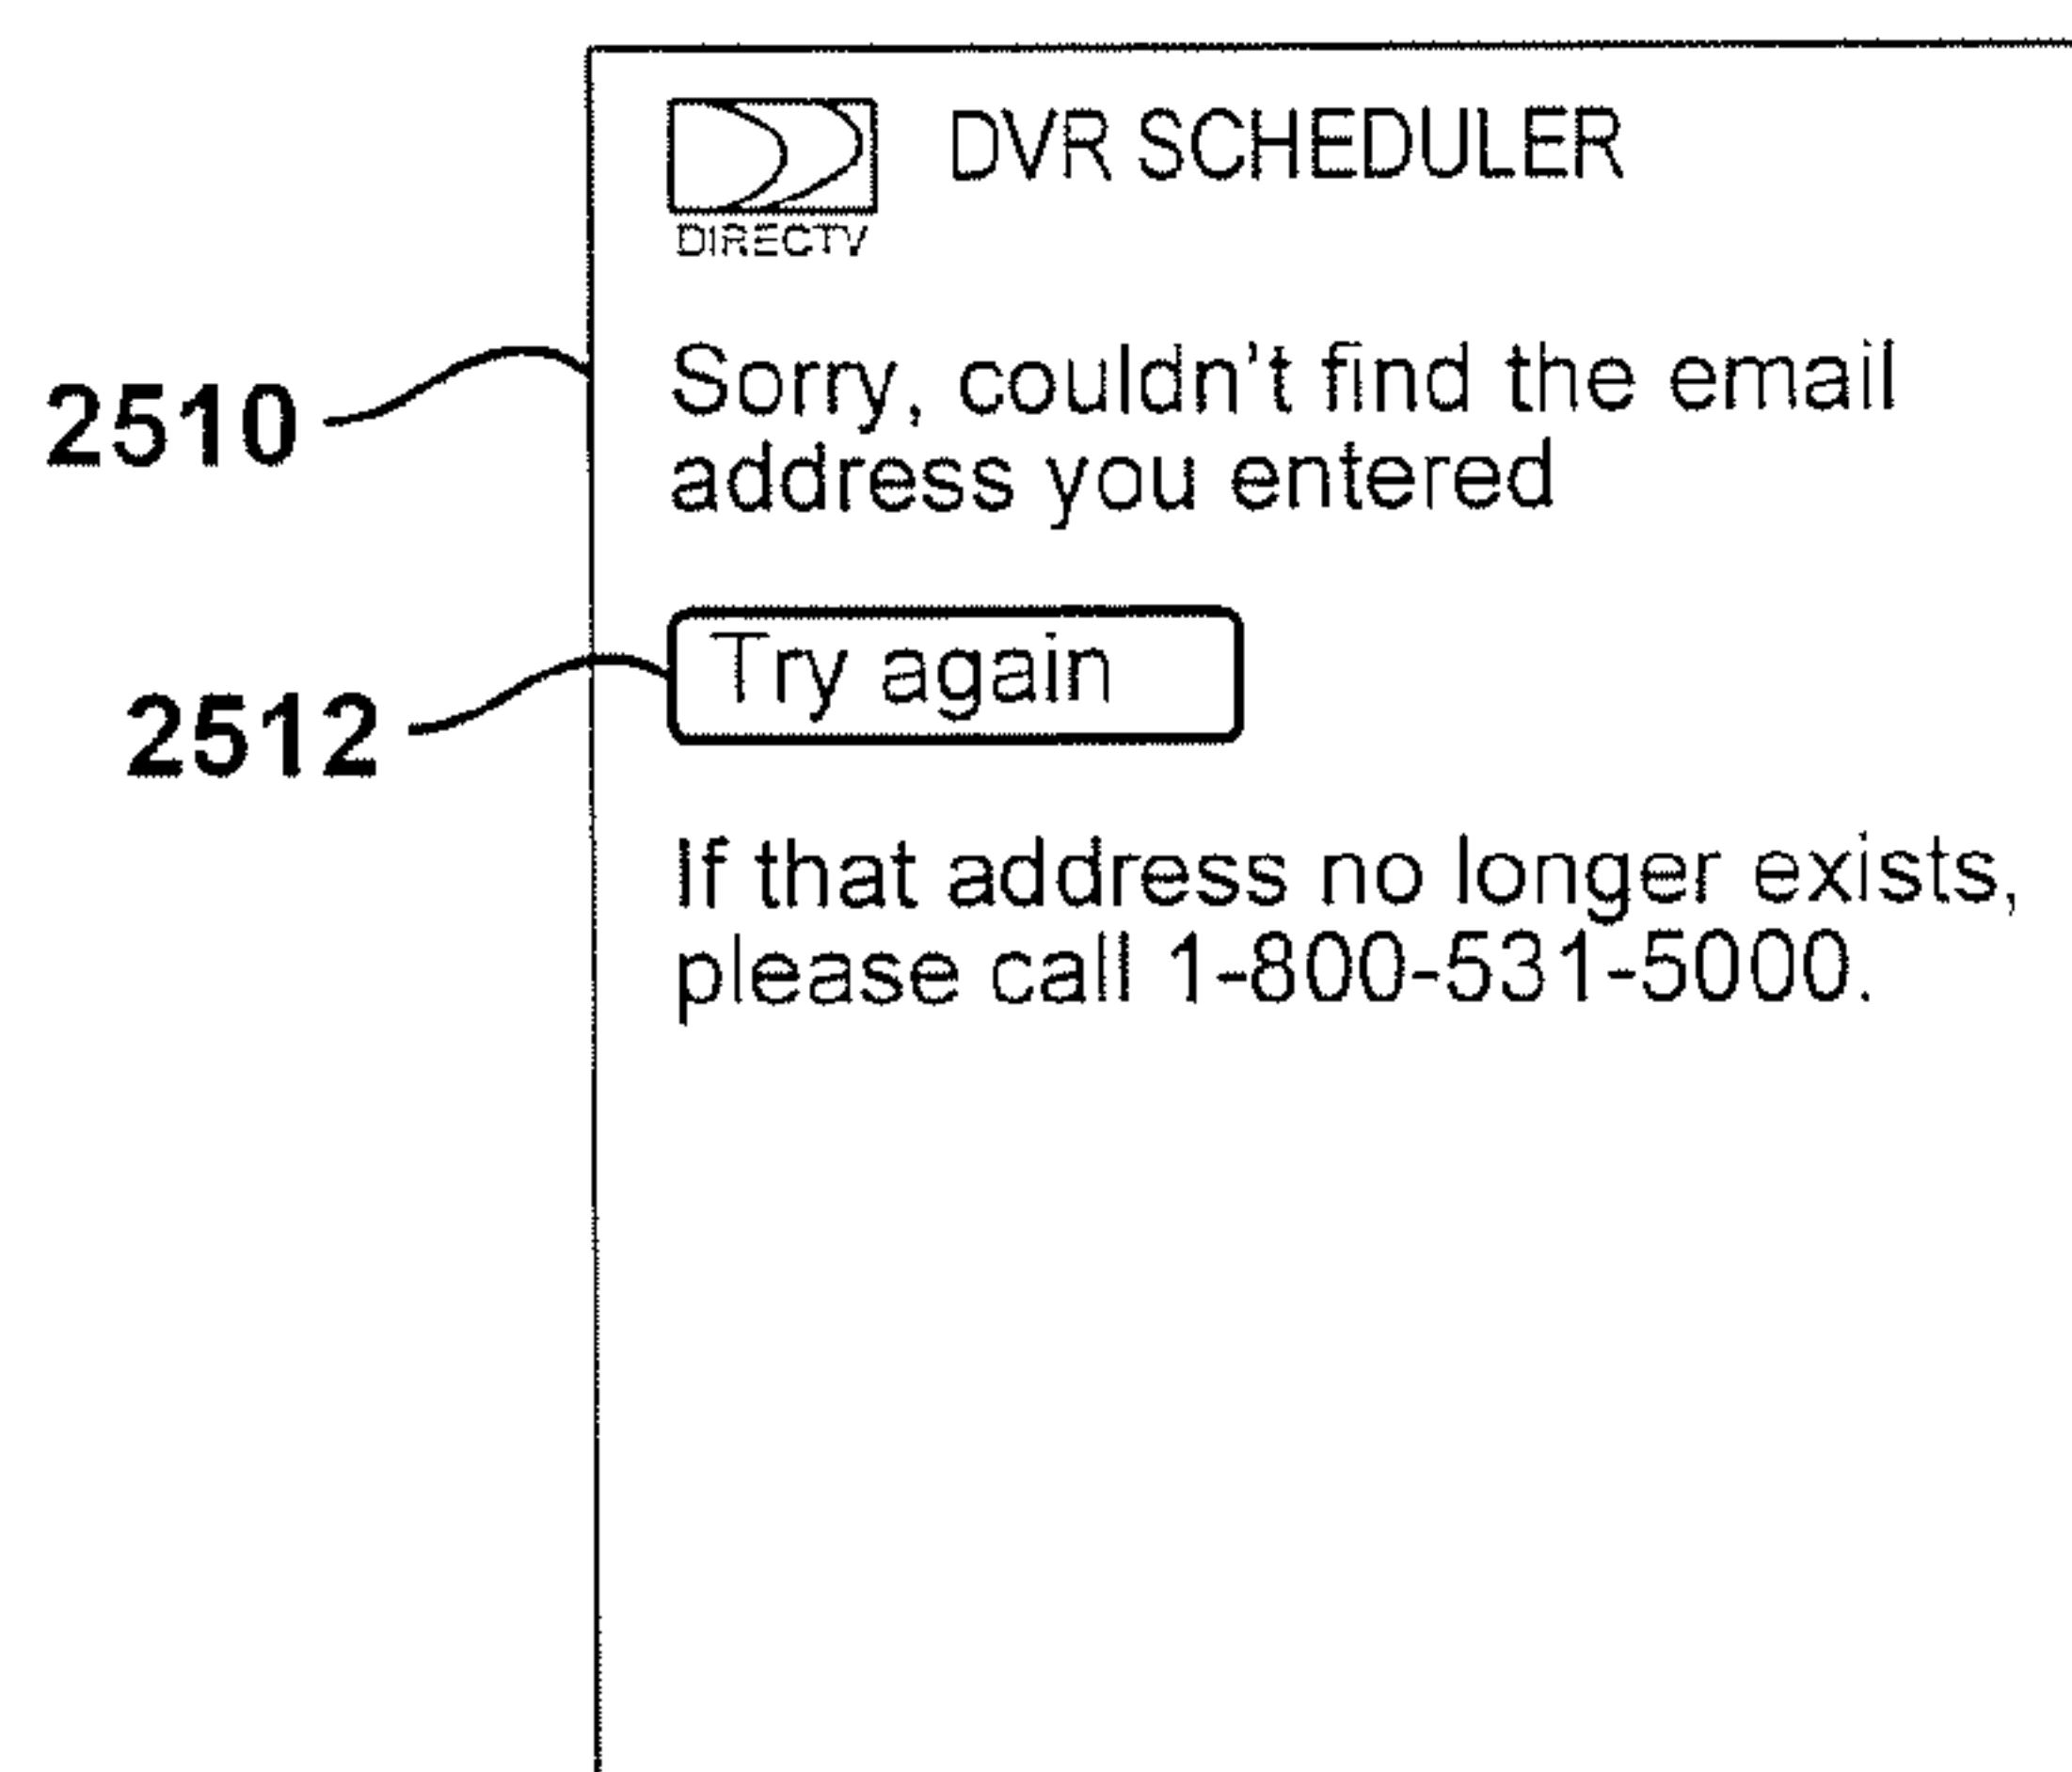 DVR SCHEDULER
DIRECTV
2510
Sorry, couldn't find the email
address you entered
2512
Try again
If that address no longer exists,
please call 1-800-531-5000.